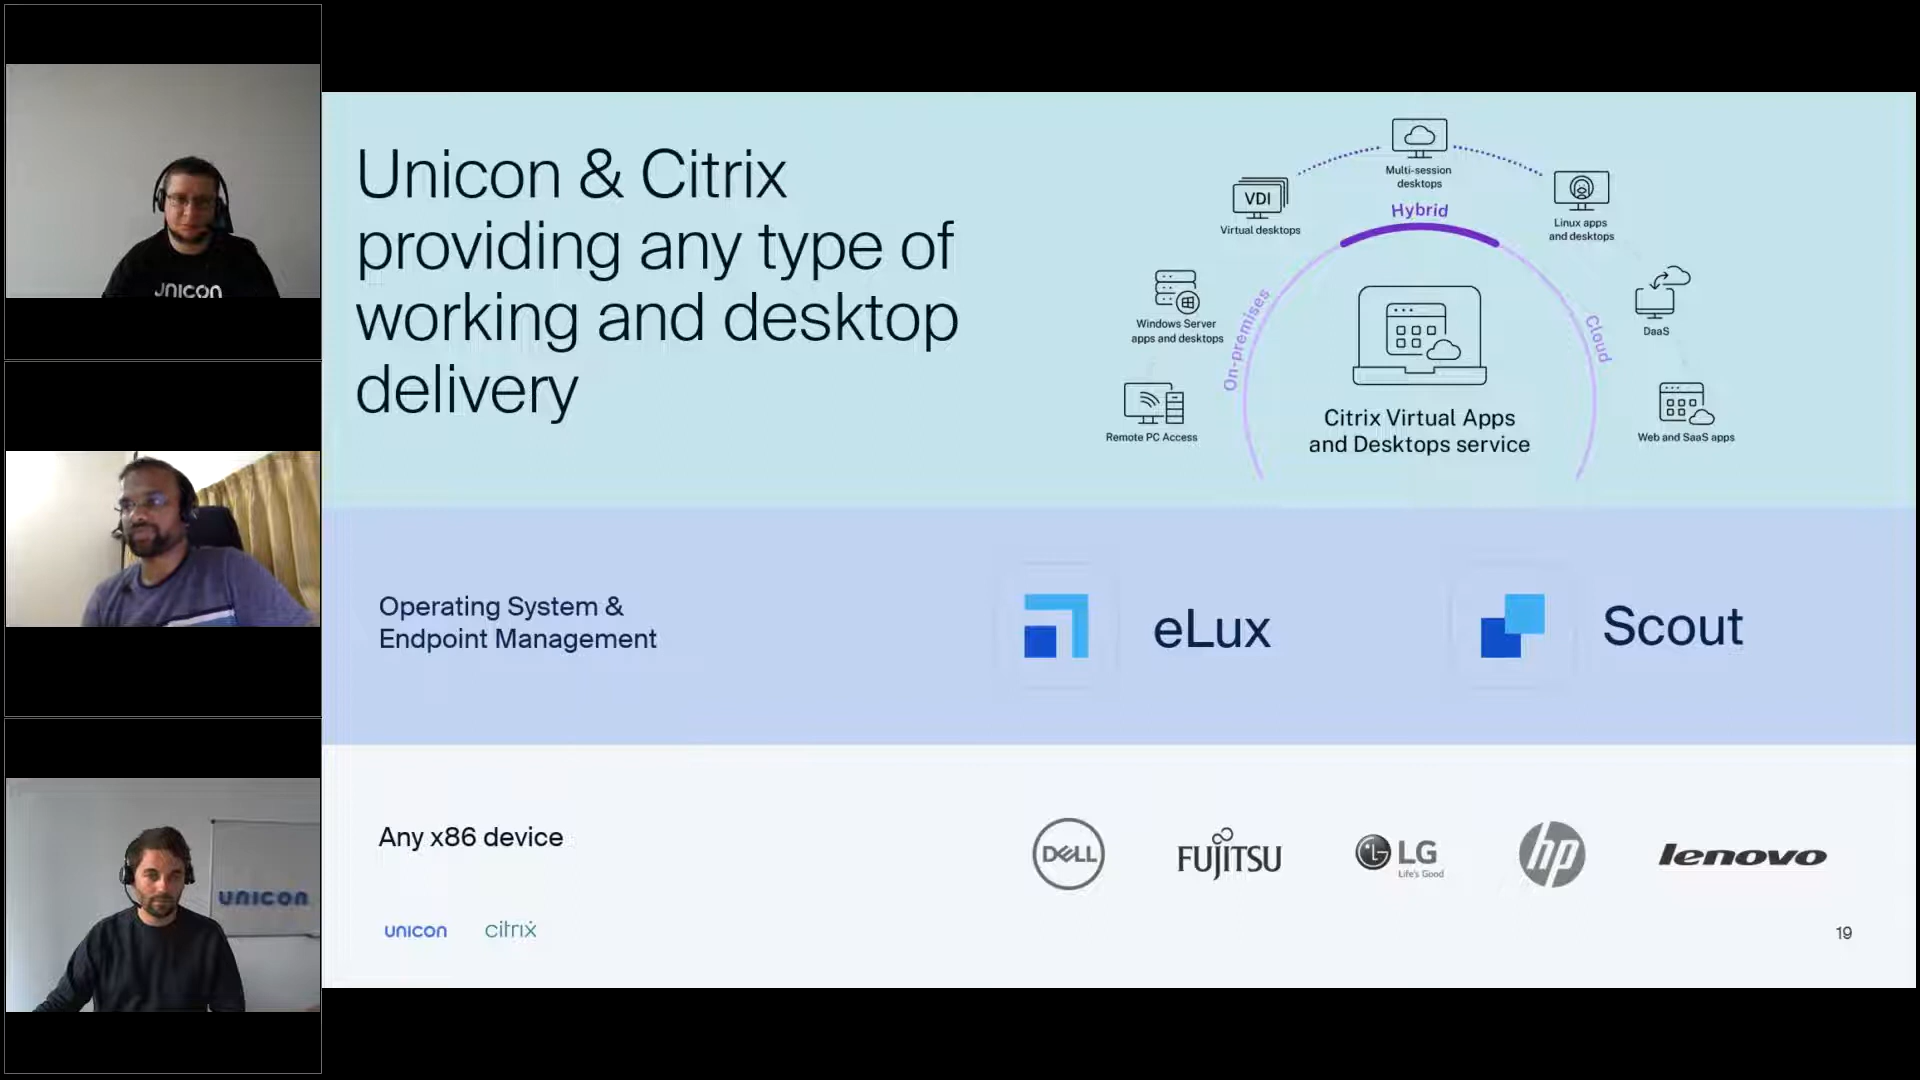 UNICON
UNICON
Unicon & Citrix
providing any type of
working and desktop
delivery
Multi-session
desktops
VDI
Virtual desktops
Linux apps
and desktops
Hybrid
On-premises
Cloud
Windows Server
apps and desktops
DaaS
Remote PC Access
Web and SaaS apps
Citrix Virtual Apps
and Desktops service
Operating System &
Endpoint Management
eLux
Scout
Any x86 device
DELL
FUJITSU
LG
Life's Good
hp
lenovo
UNICON
citrix
19